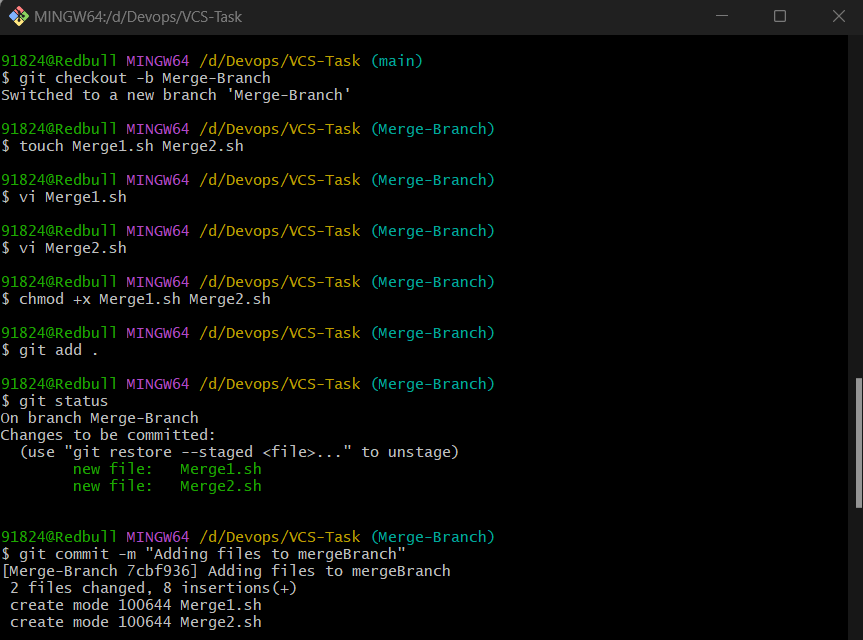 MINGW64:/d/Devops/VCS-Task
91824@Redbull MINGW64 /d/Devops/VCS-Task (main)
$ git checkout -b Merge-Branch
Switched to a new branch 'Merge-Branch'
91824@Redbull MINGW64 /d/Devops/VCS-Task (Merge-Branch)
$ touch Merge1.sh Merge2.sh
91824@Redbull MINGW64 /d/Devops/VCS-Task (Merge-Branch)
$ vi Merge1.sh
91824@Redbull MINGW64 /d/Devops/VCS-Task (Merge-Branch)
$ vi Merge2.sh
91824@Redbull MINGW64 /d/Devops/VCS-Task (Merge-Branch)
$ chmod +x Merge1.sh Merge2.sh
91824@Redbull MINGW64 /d/Devops/VCS-Task (Merge-Branch)
$ git add .
91824@Redbull MINGW64 /d/Devops/VCS-Task (Merge-Branch)
$ git status
On branch Merge-Branch
Changes to be committed:
  (use "git restore --staged <file>..." to unstage)
        new file:   Merge1.sh
        new file:   Merge2.sh
91824@Redbull MINGW64 /d/Devops/VCS-Task (Merge-Branch)
$ git commit -m "Adding files to mergeBranch"
[Merge-Branch 7cbf936] Adding files to mergeBranch
 2 files changed, 8 insertions(+)
 create mode 100644 Merge1.sh
 create mode 100644 Merge2.sh